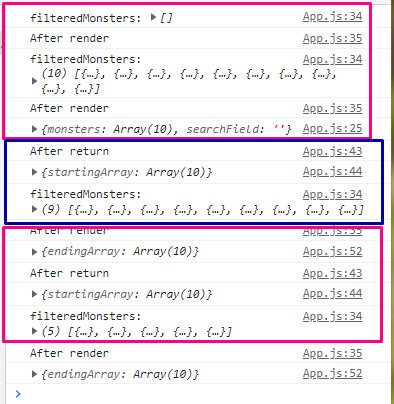 filteredMonsters: ▶ [] App.js:34
After render App.js:35
filteredMonsters: App.js:34
▶ (10) [{…}, {…}, {…}, {…}, {…}, {…}, {…}, {…}, 
{…}, {…}]
After render App.js:35
▶ {monsters: Array(10), searchField: ''} App.js:25
After return App.js:43
▶ {startingArray: Array(10)} App.js:44
filteredMonsters: App.js:34
▶ (9) [{…}, {…}, {…}, {…}, {…}, {…}, {…}, {…}, {…}]
After render App.js:35
▶ {endingArray: Array(10)} App.js:52
After return App.js:43
▶ {startingArray: Array(10)} App.js:44
filteredMonsters: App.js:34
▶ (5) [{…}, {…}, {…}, {…}, {…}]
After render App.js:35
▶ {endingArray: Array(10)} App.js:52